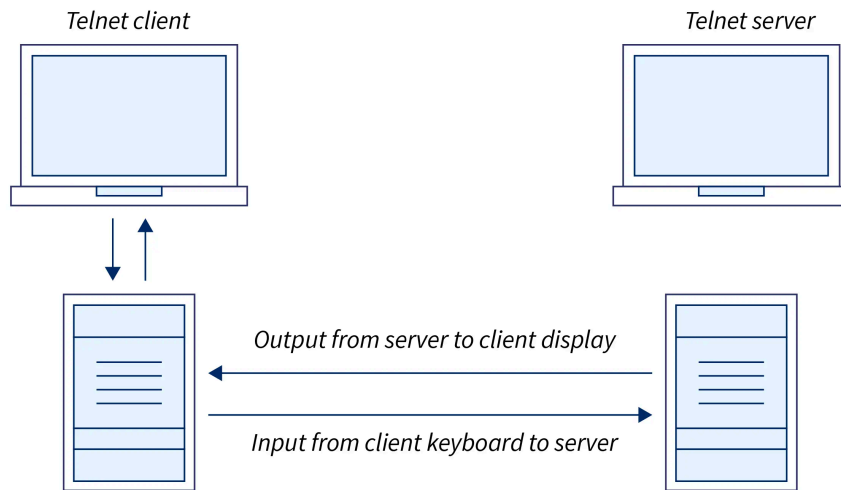 Telnet client
Telnet server
Output from server to client display
Input from client keyboard to server